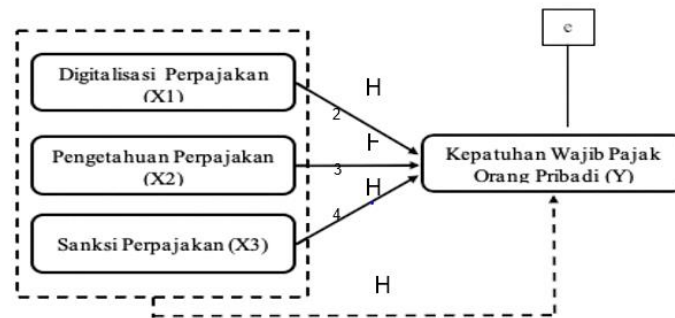 e
Digitalisasi Perpajakan
(X1)
H
2
Pengetahuan Perpajakan
(X2)
3
H
Kepatuhan Wajib Pajak
Orang Pribadi (Y)
Sanksi Perpajakan (X3)
4
H